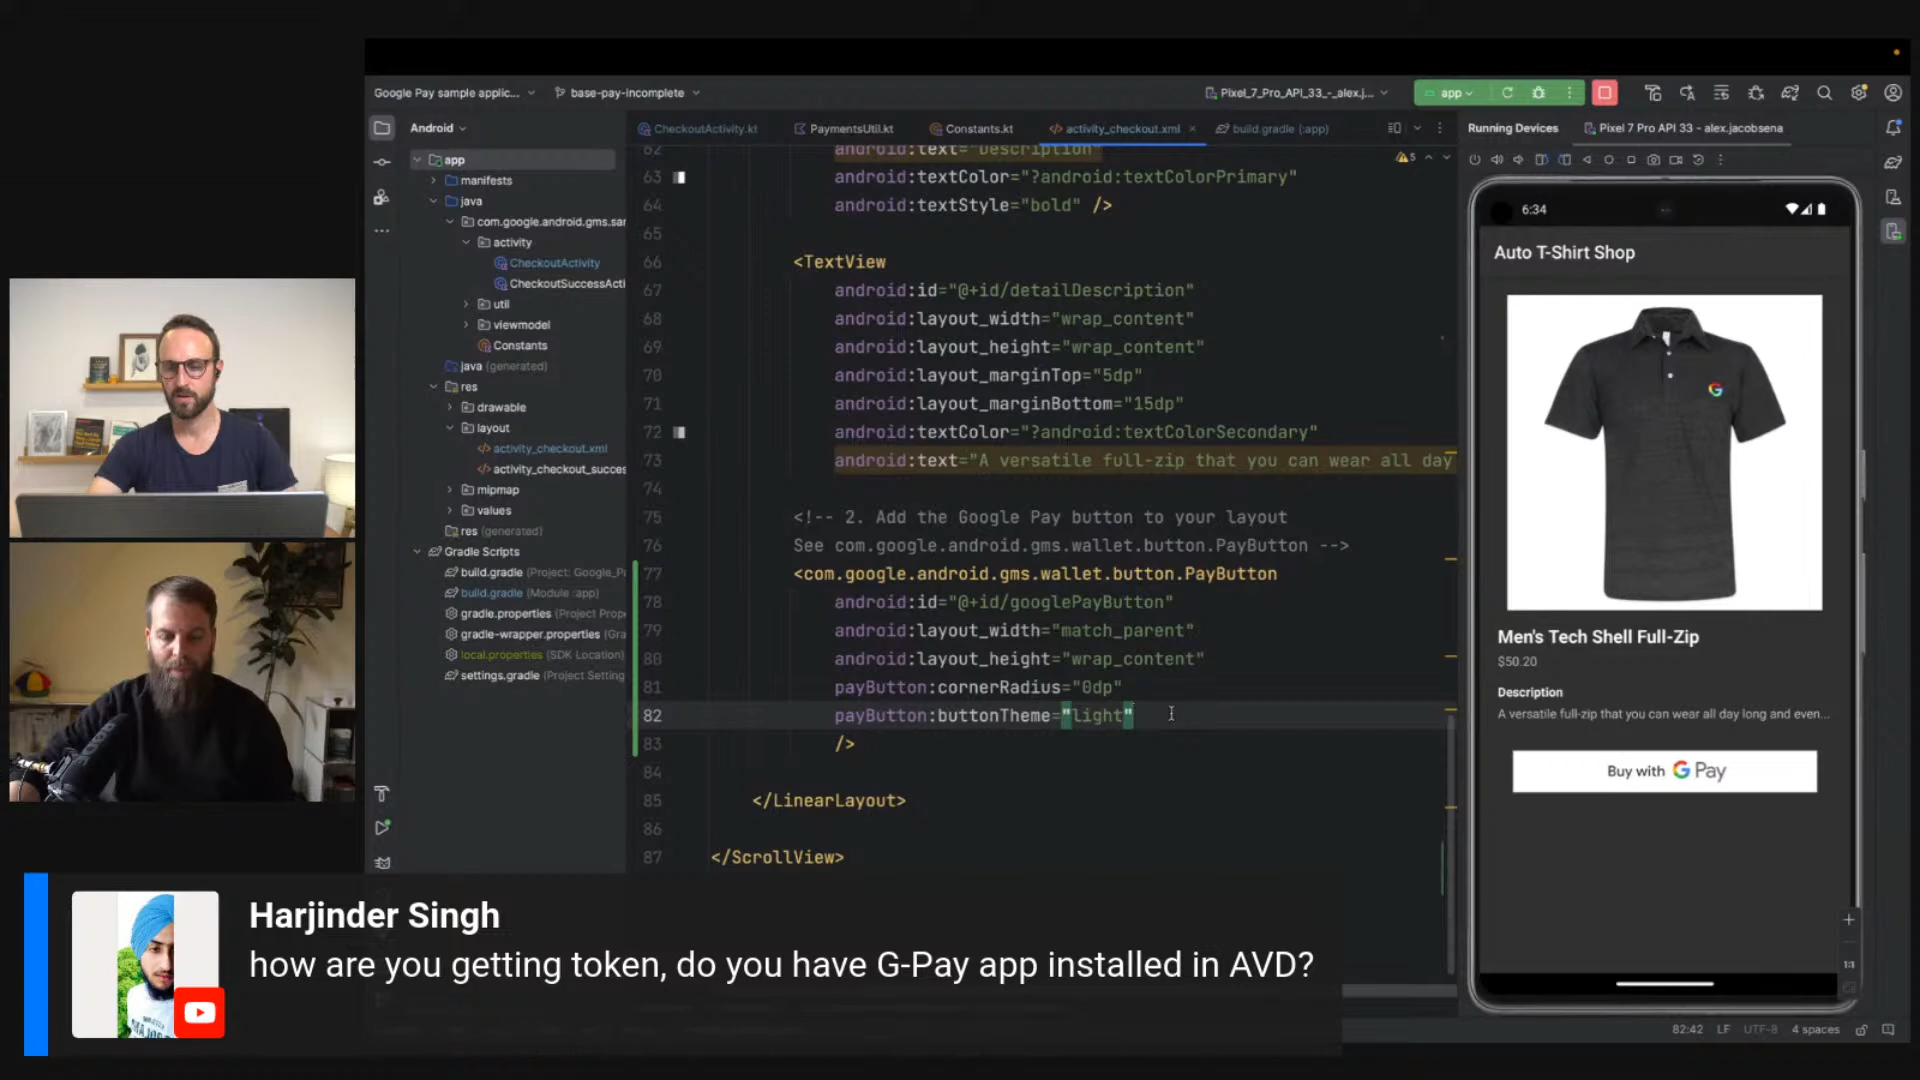 Google Pay sample applic...
base-pay-incomplete
Pixel_7_Pro_API_33_-_alex.j...
app
Android
CheckoutActivity.kt
PaymentsUtil.kt
Constants.kt
activity_checkout.xml
build.gradle (:app)
Running Devices
Pixel 7 Pro API 33 - alex.jacobsena
app
manifests
java
com.google.android.gms.sar
activity
CheckoutActivity
CheckoutSuccessActi
util
viewmodel
Constants
java (generated)
res
drawable
layout
activity_checkout.xml
activity_checkout_succes
mipmap
values
res (generated)
Gradle Scripts
build.gradle (Project: Google_Pa
build.gradle (Module :app)
gradle.properties (Project Prop
gradle-wrapper.properties (Gra
local.properties (SDK Location)
settings.gradle (Project Setting
5
62 android:text="Description"
63 android:textColor="?android:textColorPrimary"
64 android:textStyle="bold" />
65
66 <TextView
67 android:id="@+id/detailDescription"
68 android:layout_width="wrap_content"
69 android:layout_height="wrap_content"
70 android:layout_marginTop="5dp"
71 android:layout_marginBottom="15dp"
72 android:textColor="?android:textColorSecondary"
73 android:text="A versatile full-zip that you can wear all day
74
75 <!-- 2. Add the Google Pay button to your layout
76 See com.google.android.gms.wallet.button.PayButton -->
77 <com.google.android.gms.wallet.button.PayButton
78 android:id="@+id/googlePayButton"
79 android:layout_width="match_parent"
80 android:layout_height="wrap_content"
81 payButton:cornerRadius="0dp"
82 payButton:buttonTheme="light"
83 />
84
85 </LinearLayout>
86
87 </ScrollView>
6:34
Auto T-Shirt Shop
G
Men's Tech Shell Full-Zip
$50.20
Description
A versatile full-zip that you can wear all day long and even...
Buy with G Pay
1:1
Harjinder Singh
how are you getting token, do you have G-Pay app installed in AVD?
82:42 LF UTF-8 4 spaces